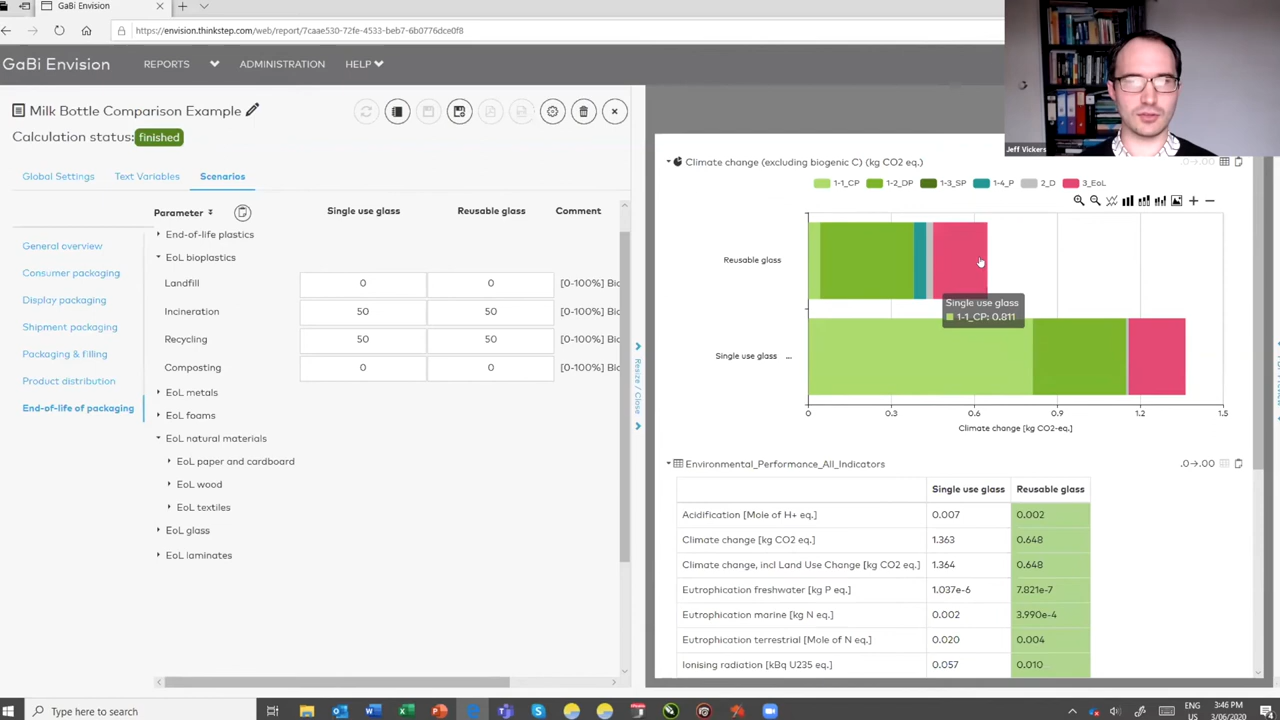 GaBi Envision
https://envision.thinkstep.com/web/report/7caae530-72fe-4533-beb7-6b0776dce0f8
GaBi Envision
REPORTS
ADMINISTRATION
HELP
Milk Bottle Comparison Example
Calculation status:
finished
Global Settings
Text Variables
Scenarios
Parameter
Single use glass
Reusable glass
Comment
General overview
Consumer packaging
Display packaging
Shipment packaging
Packaging & filling
Product distribution
End-of-life of packaging
End-of-life plastics
EoL bioplastics
Landfill 0 0 [0-100%] Bio
Incineration 50 50 [0-100%] Bio
Recycling 50 50 [0-100%] Bio
Composting 0 0 [0-100%] Bio
EoL metals
EoL foams
EoL natural materials
EoL paper and cardboard
EoL wood
EoL textiles
EoL glass
EoL laminates
Resize / Close
Jeff Vickers
Climate change (excluding biogenic C) (kg CO2 eq.)
.0→.00
1-1_CP 1-2_DP 1-3_SP 1-4_P 2_D 3_EoL
Reusable glass
Single use glass
1-1_CP: 0.811
Single use glass ...
0 0.3 0.6 0.9 1.2 1.5
Climate change [kg CO2-eq.]
Environmental_Performance_All_Indicators
.0→.00
Single use glass Reusable glass
Acidification [Mole of H+ eq.] 0.007 0.002
Climate change [kg CO2 eq.] 1.363 0.648
Climate change, incl Land Use Change [kg CO2 eq.] 1.364 0.648
Eutrophication freshwater [kg P eq.] 1.037e-6 7.821e-7
Eutrophication marine [kg N eq.] 0.002 3.990e-4
Eutrophication terrestrial [Mole of N eq.] 0.020 0.004
Ionising radiation [kBq U235 eq.] 0.057 0.010
Type here to search
ENG
US
3:46 PM
3/06/2020